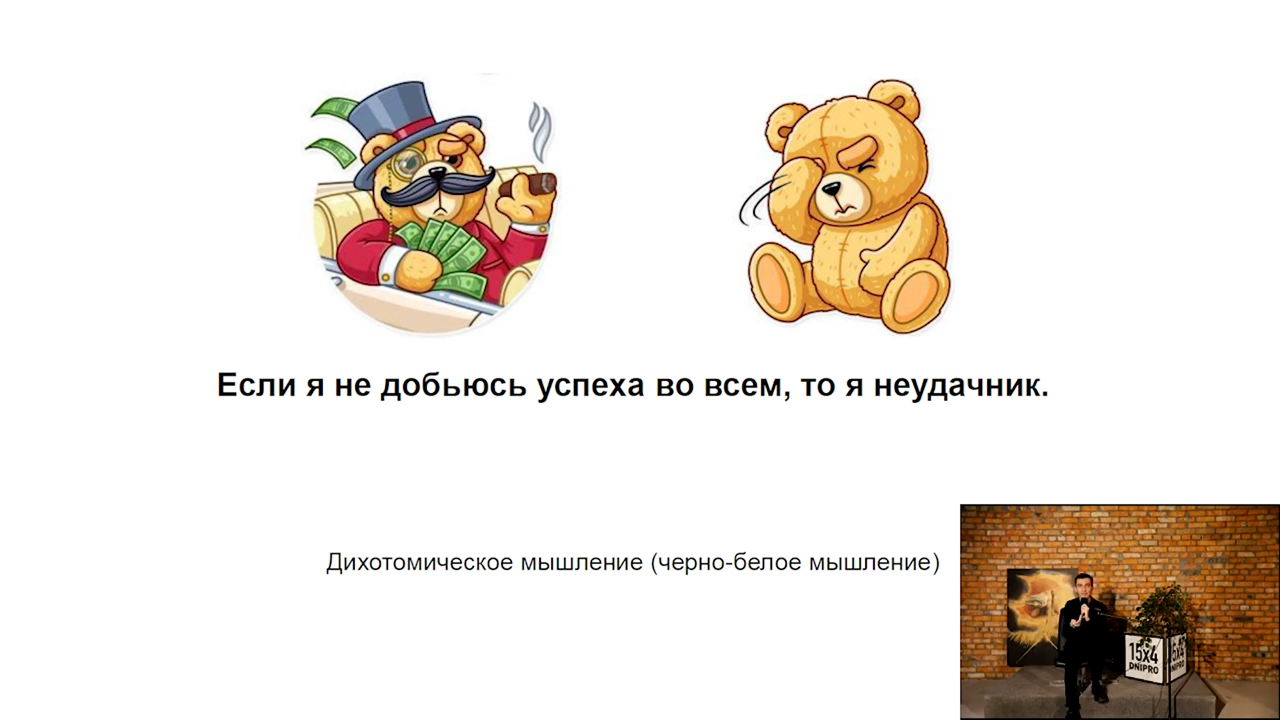 Если я не добьюсь успеха во всем, то я неудачник.
Дихотомическое мышление (черно-белое мышление)
15x4
DNIPRO